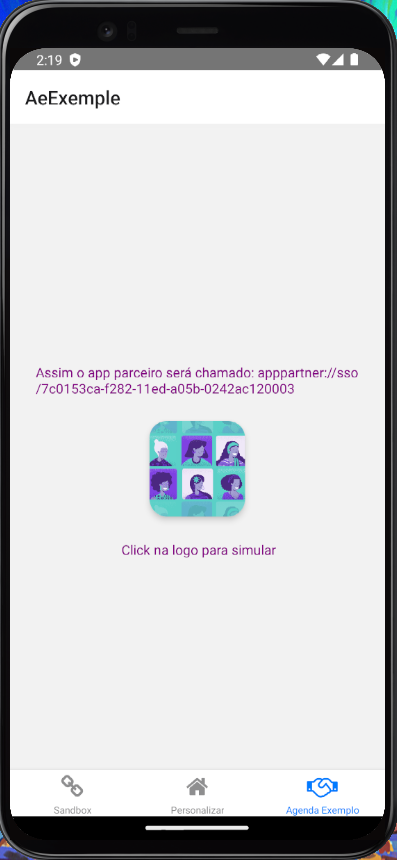 2:19
AeExemple
Assim o app parceiro será chamado: apppartner://sso
/7c0153ca-f282-11ed-a05b-0242ac120003
Click na logo para simular
Sandbox
Personalizar
Agenda Exemplo